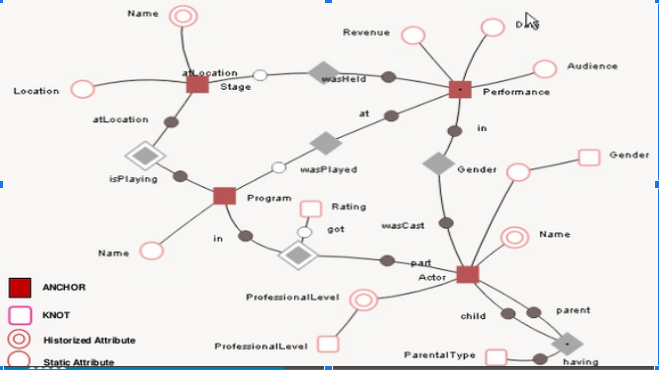 Name
Revenue
Audience
atLocation
wasHeld
Location
Stage
Performance
atLocation
at
in
Gender
isPlaying
wasPlayed
Gender
Program
Rating
got
wasCast
Name
in
Name
part
Actor
ANCHOR
ProfessionalLevel
KNOT
child
parent
Historized Attribute
ProfessionalLevel
ParentalType
having
Static Attribute